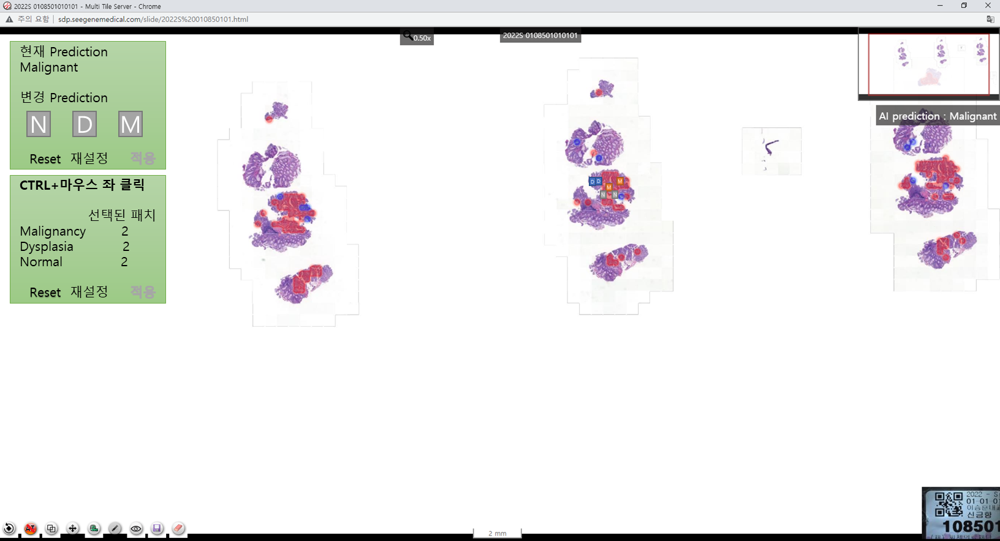 2022S 0108501010101 - Multi Tile Server - Chrome
주의 요함 | sdp.seegenemedical.com/slide/2022S%20010850101.html
0.50x
2022S 0108501010101
현재 Prediction
Malignant
변경 Prediction
N D M
Reset 재설정 적용
CTRL+마우스 좌 클릭
선택된 패치
Malignancy 2
Dysplasia 2
Normal 2
Reset 재설정 적용
AI prediction : Malignant
D D M
M
N N
2 mm
2022 - S
01-01-0
신금향
108501